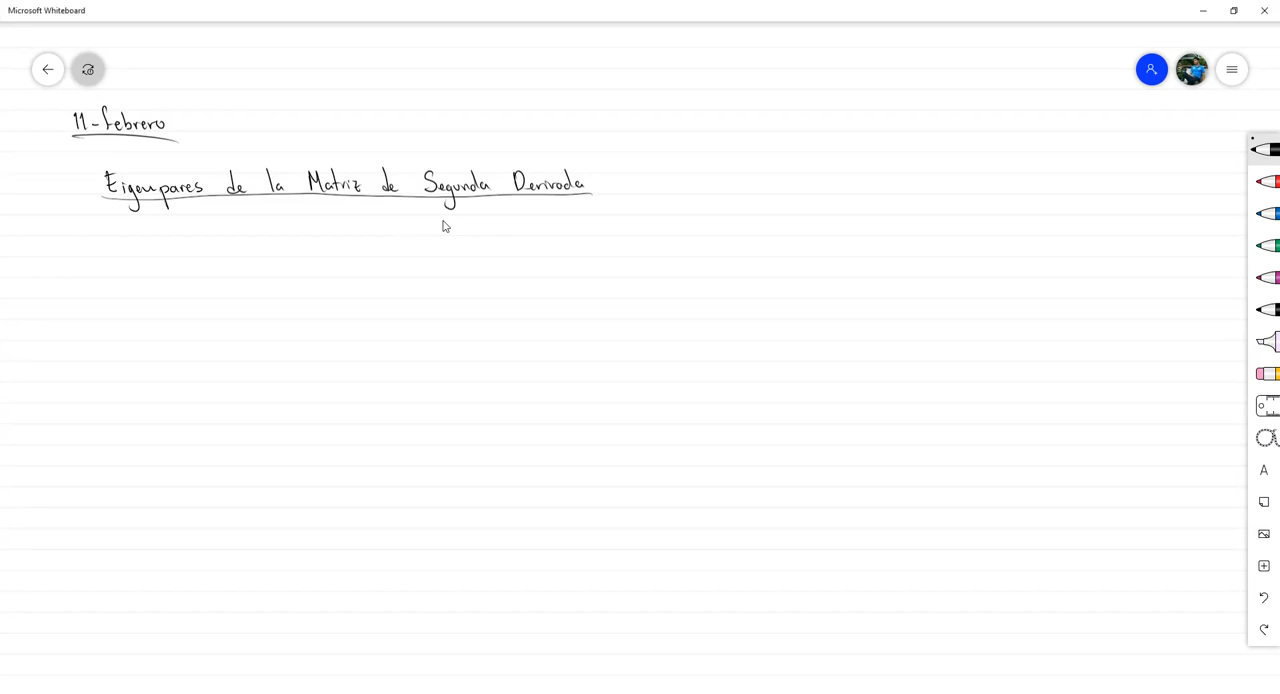 Microsoft Whiteboard
11-febrero
Eigenpares de la Matriz de Segunda Derivada
A